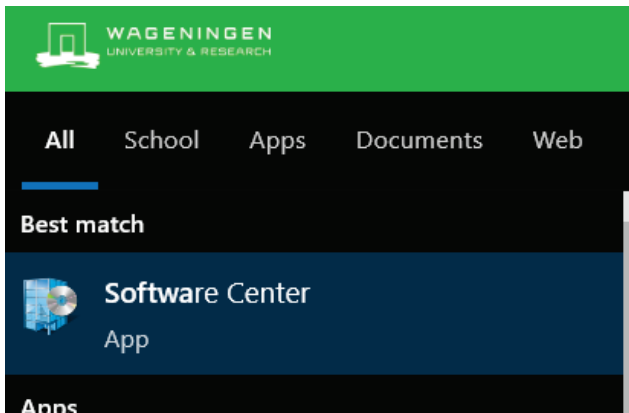 WAGENINGEN
UNIVERSITY & RESEARCH
All School Apps Documents Web
Best match
Software Center
App
Apps